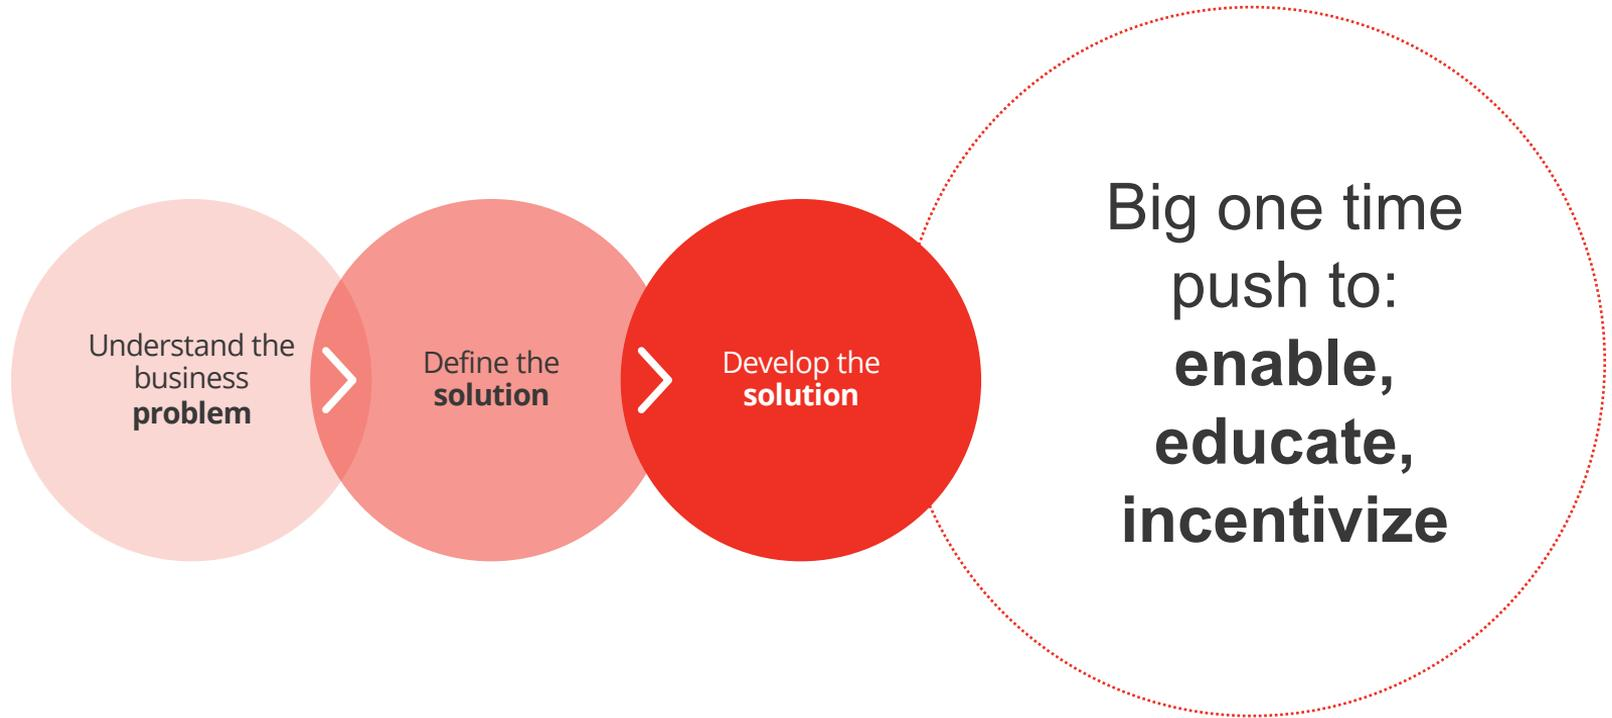 Understand the
business
problem
Define the
solution
Develop the
solution
Big one time
push to:
enable,
educate,
incentivize